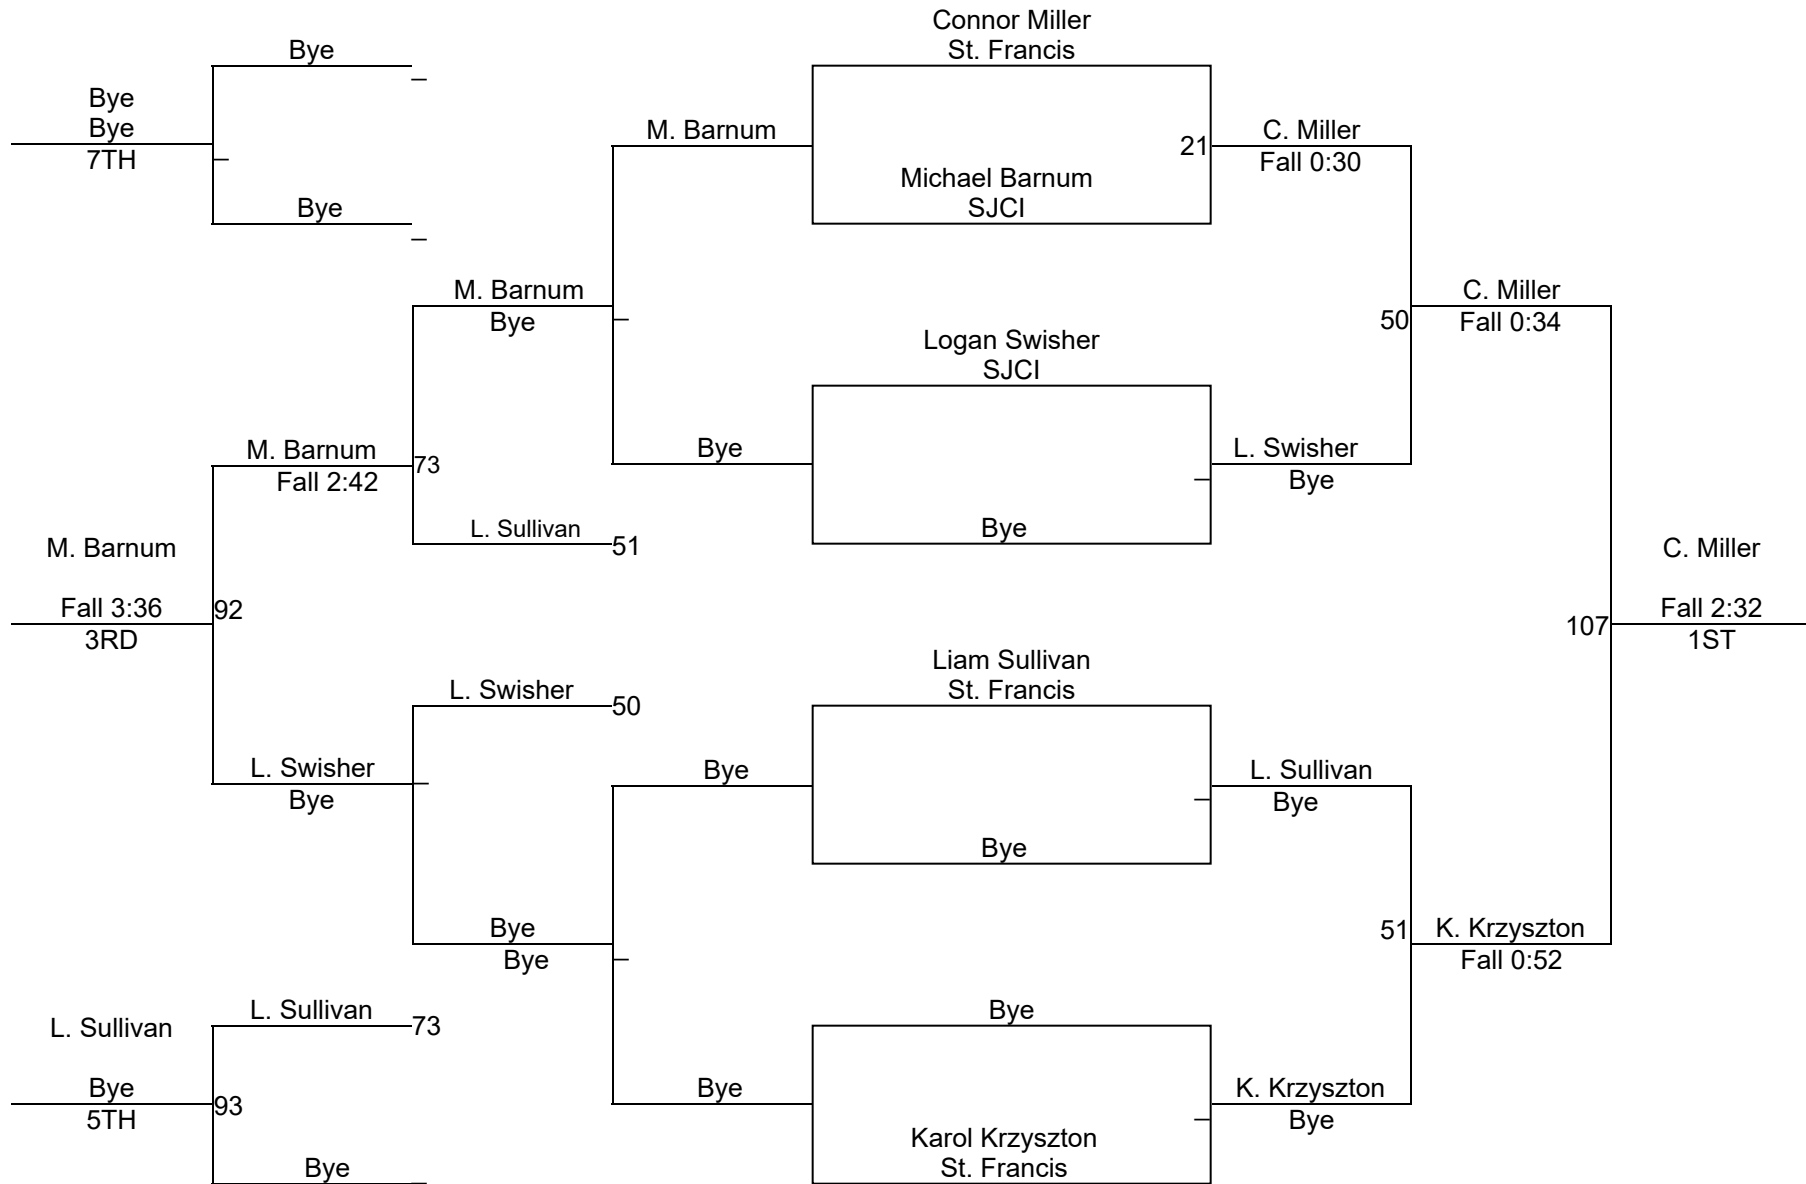 Connor Miller
St. Francis
Bye
Bye
Bye
7TH
M. Barnum
21
C. Miller
Fall 0:30
Michael Barnum
SJCI
Bye
M. Barnum
Bye
C. Miller
Fall 0:34
50
Logan Swisher
SJCI
M. Barnum
Fall 2:42
73
Bye
L. Swisher
Bye
L. Sullivan
51
Bye
M. Barnum
Fall 3:36
3RD
92
C. Miller
Fall 2:32
1ST
107
Liam Sullivan
St. Francis
L. Swisher
50
L. Swisher
Bye
Bye
L. Sullivan
Bye
Bye
Bye
Bye
51
K. Krzyszton
Fall 0:52
L. Sullivan
73
L. Sullivan
Bye
5TH
93
Bye
Bye
K. Krzyszton
Bye
Karol Krzyszton
St. Francis
Bye